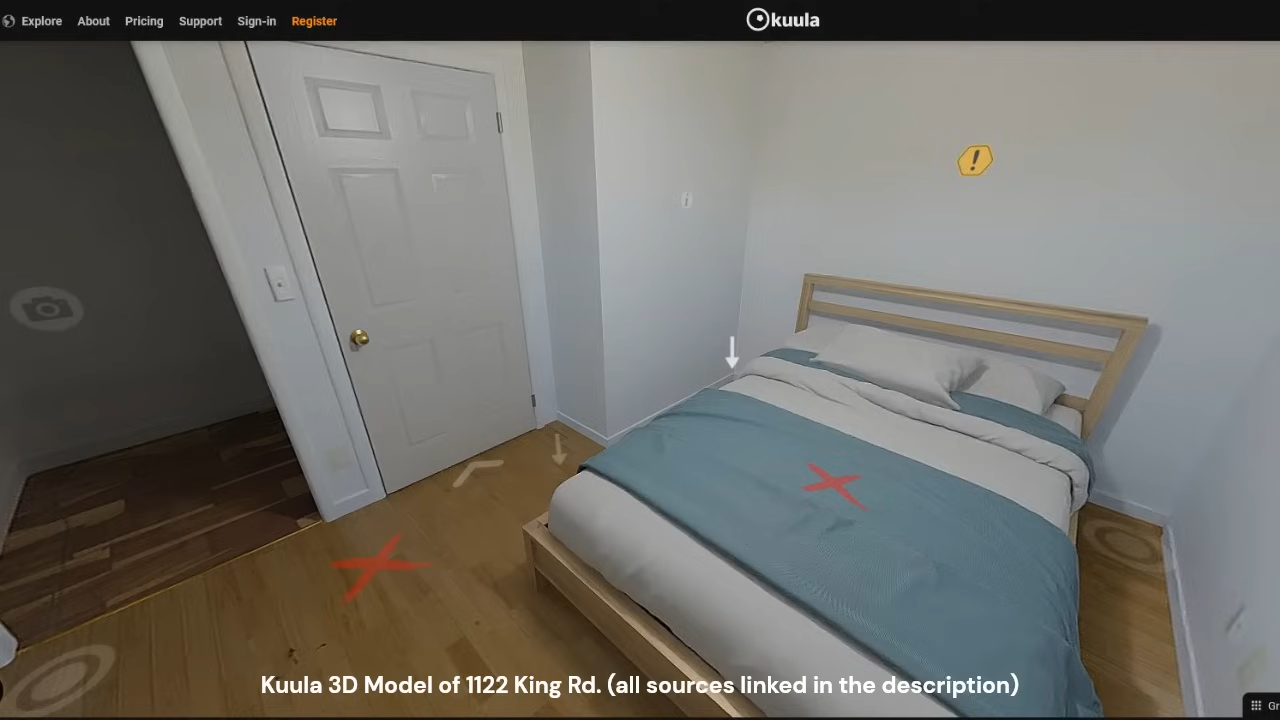 Explore About Pricing Support Sign-in Register
kuula
Kuula 3D Model of 1122 King Rd. (all sources linked in the description)